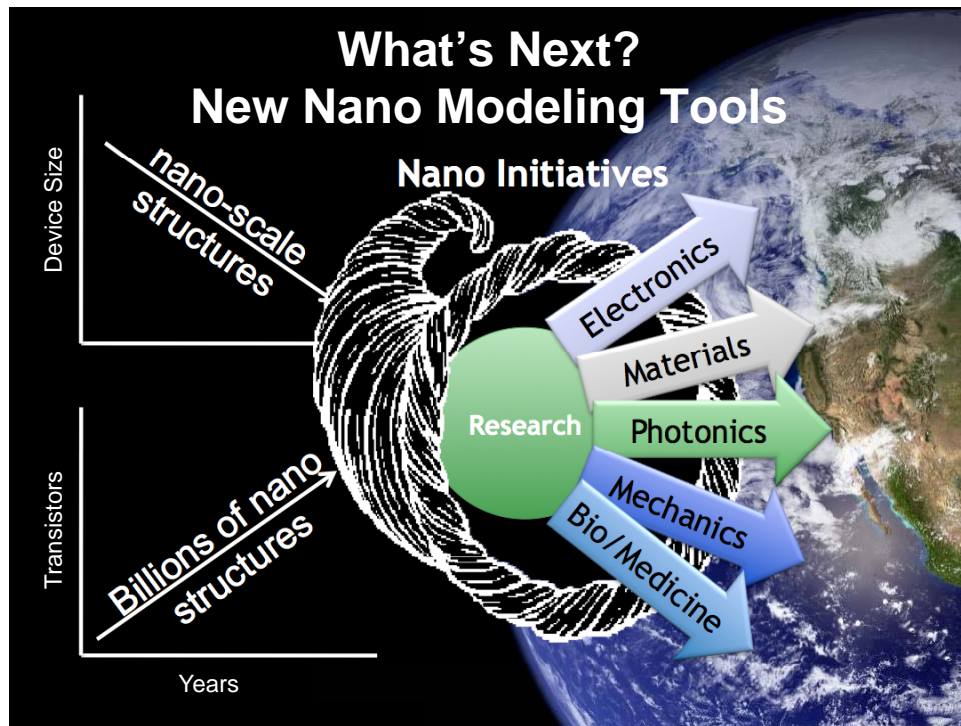 What's Next?
New Nano Modeling Tools
Nano Initiatives
Device Size
nano-scale
structures
Electronics
Materials
Research
Photonics
Mechanics
Bio/Medicine
Transistors
Billions of nano
structures
Years